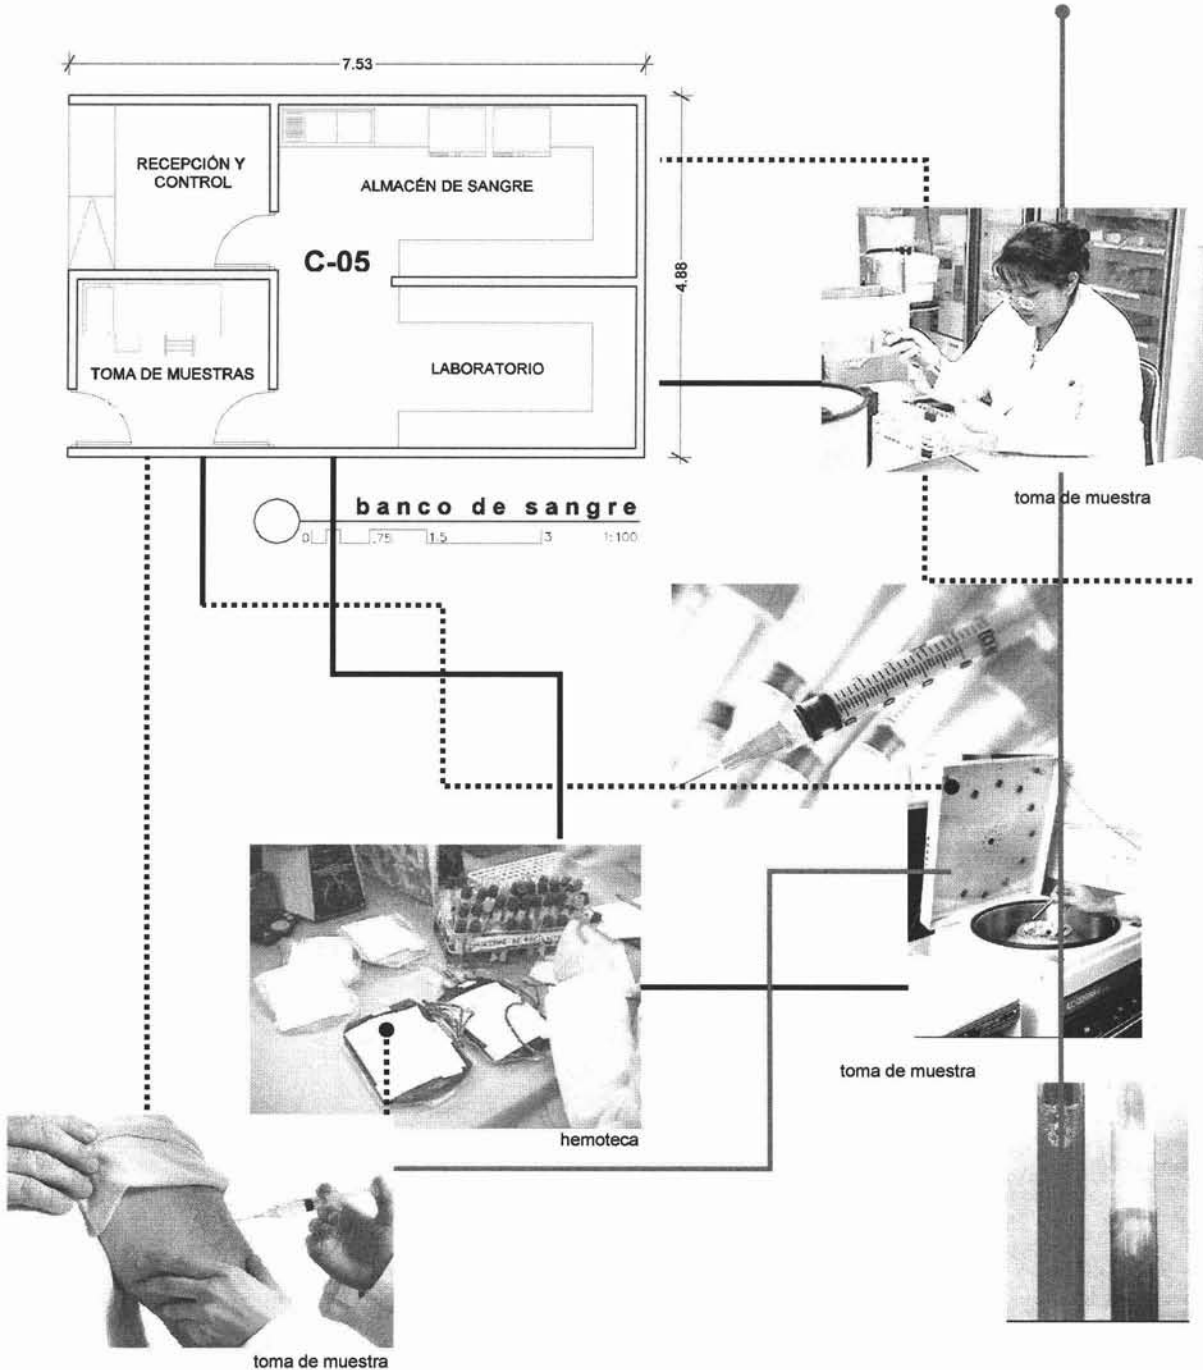 7.53
RECEPCIÓN Y
CONTROL
ALMACÉN DE SANGRE
C-05
4.88
TOMA DE MUESTRAS
LABORATORIO
banco de sangre
0 .75 1.5 3 1:100
toma de muestra
hemoteca
toma de muestra
toma de muestra